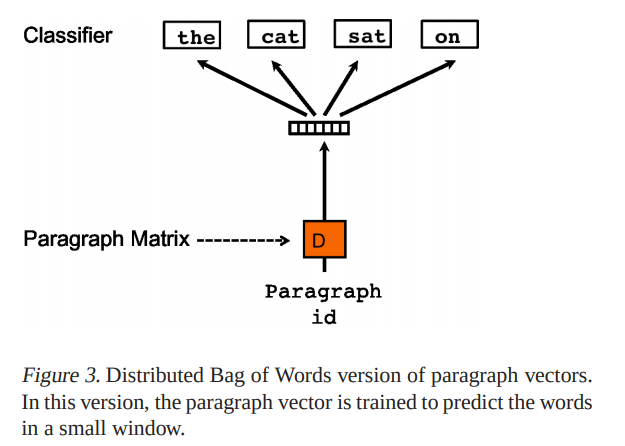 Classifier
the cat sat on
Paragraph Matrix
D
Paragraph
id
Figure 3. Distributed Bag of Words version of paragraph vectors.
In this version, the paragraph vector is trained to predict the words
in a small window.